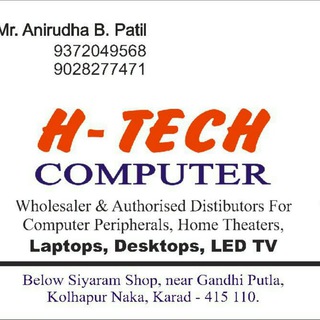 Mr. Anirudha B. Patil
9372049568
9028277471
H-TECH
COMPUTER
Wholesaler & Authorised Distibutors For
Computer Peripherals, Home Theaters,
Laptops, Desktops, LED TV
Below Siyaram Shop, near Gandhi Putla,
Kolhapur Naka, Karad - 415 110.